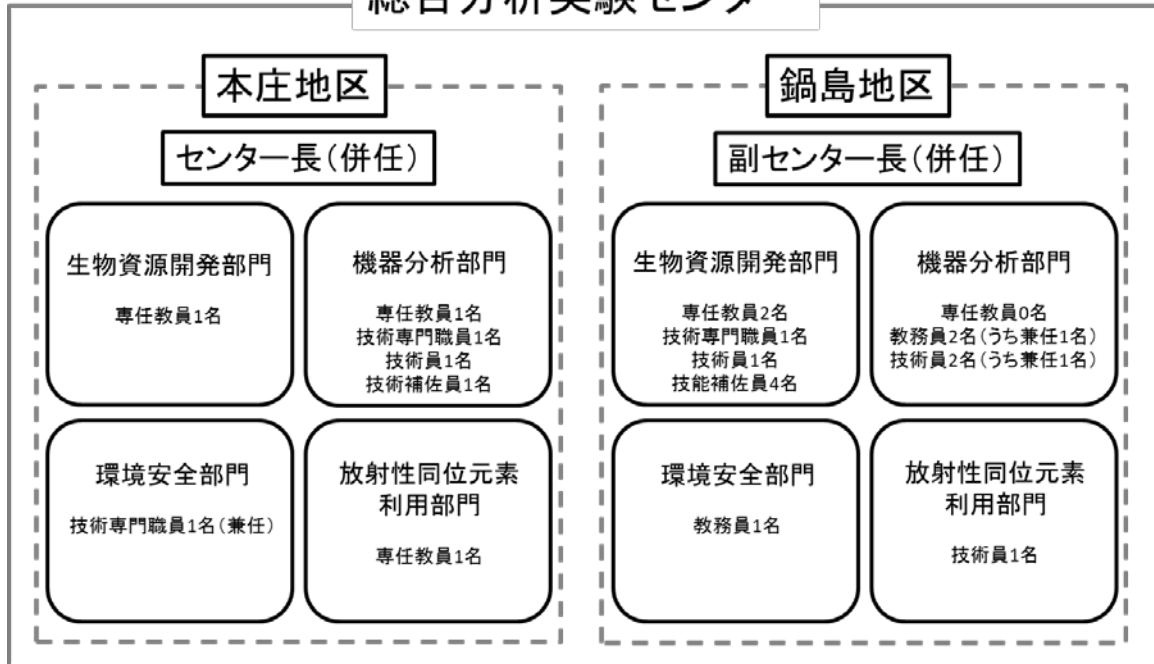 総合分析実験センター
本庄地区
センター長(併任)
生物資源開発部門
専任教員1名
機器分析部門
専任教員1名
技術専門職員1名
技術員1名
技術補佐員1名
環境安全部門
技術専門職員1名(兼任)
放射性同位元素
利用部門
専任教員1名
鍋島地区
副センター長(併任)
生物資源開発部門
専任教員2名
技術専門職員1名
技術員1名
技能補佐員4名
機器分析部門
専任教員0名
教務員2名(うち兼任1名)
技術員2名(うち兼任1名)
環境安全部門
教務員1名
放射性同位元素
利用部門
技術員1名